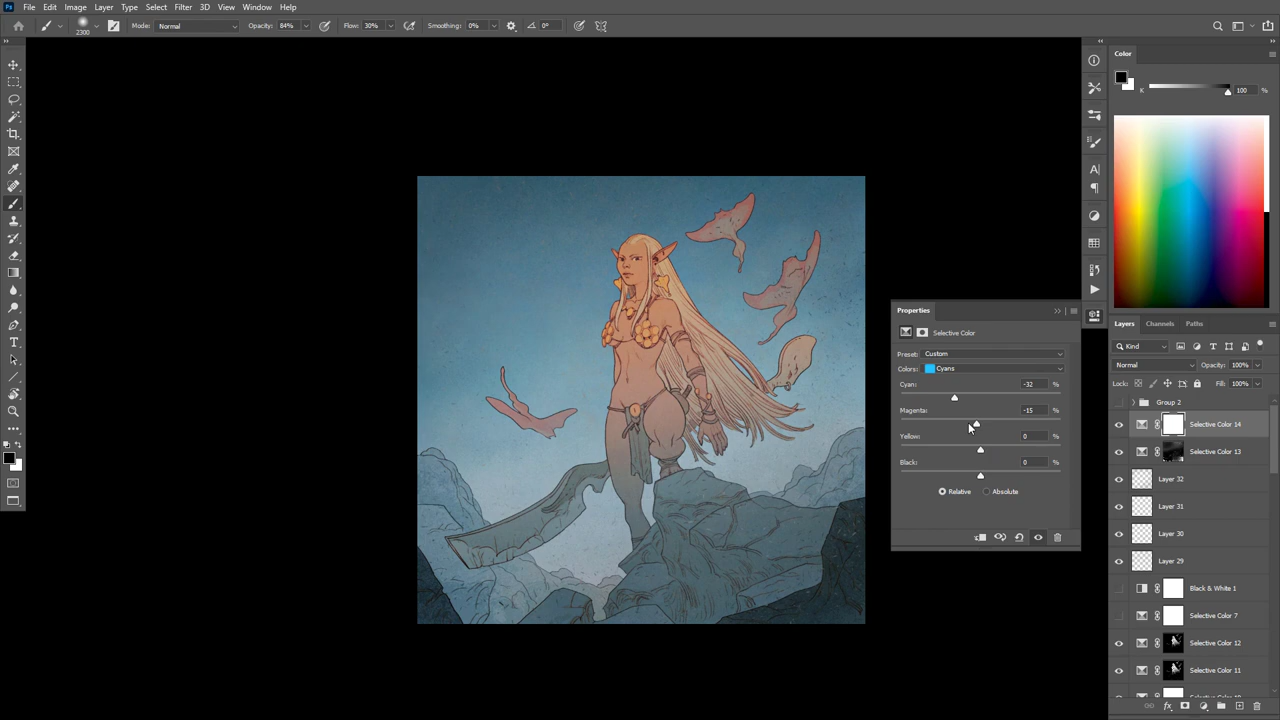 Ps File Edit Image Layer Type Select Filter 3D View Window Help
2300 Mode: Normal Opacity: 84% Flow: 30% Smoothing: 0% 0°
Color
K 100 %
Properties
Selective Color
Preset: Custom
Colors: Cyans
Cyan: -32 %
Magenta: -15 %
Yellow: 0 %
Black: 0 %
Relative Absolute
Layers Channels Paths
Kind
Normal Opacity: 100%
Lock: Fill: 100%
Group 2
Selective Color 14
Selective Color 13
Layer 32
Layer 31
Layer 30
Layer 29
Black & White 1
Selective Color 7
Selective Color 12
Selective Color 11